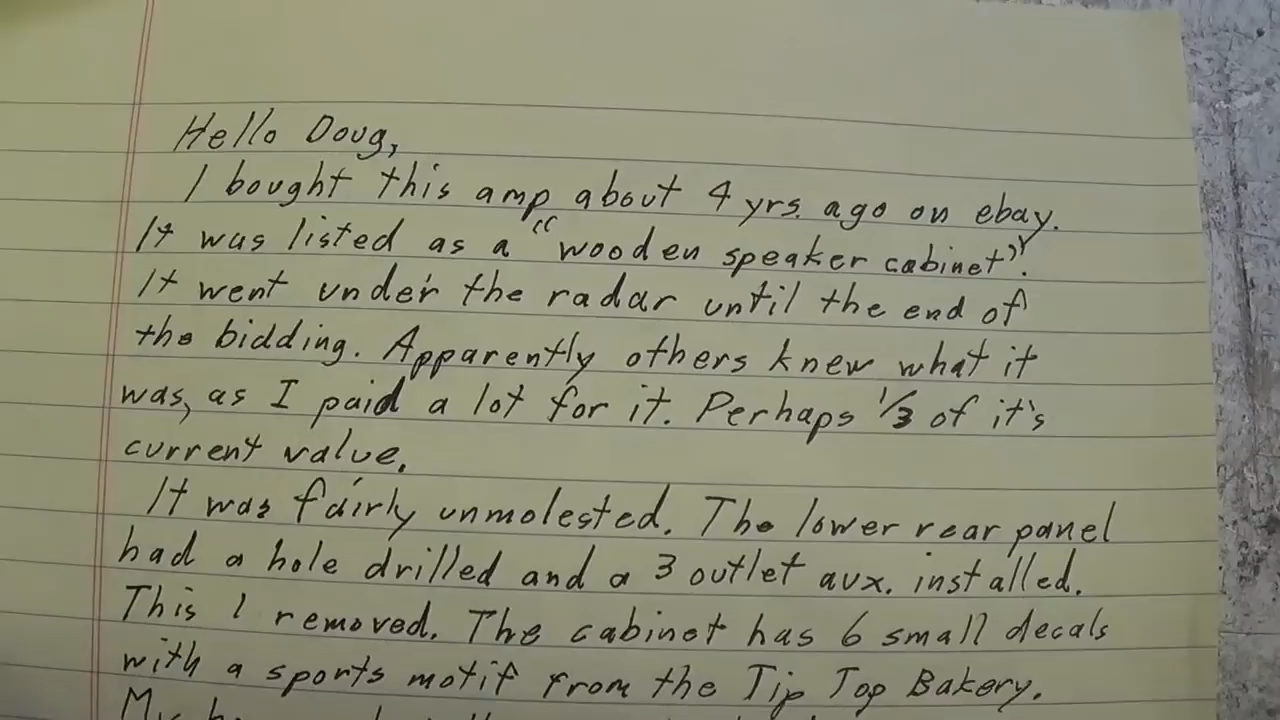 Hello Doug,
I bought this amp about 4 yrs. ago on ebay.
It was listed as a "wooden speaker cabinet".
It went under the radar until the end of
the bidding. Apparently others knew what it
was, as I paid a lot for it. Perhaps 1/3 of it's
current value.
It was fairly unmolested. The lower rear panel
had a hole drilled and a 3 outlet aux. installed.
This I removed. The cabinet has 6 small decals
with a sports motif from the Tip Top Bakery.
My